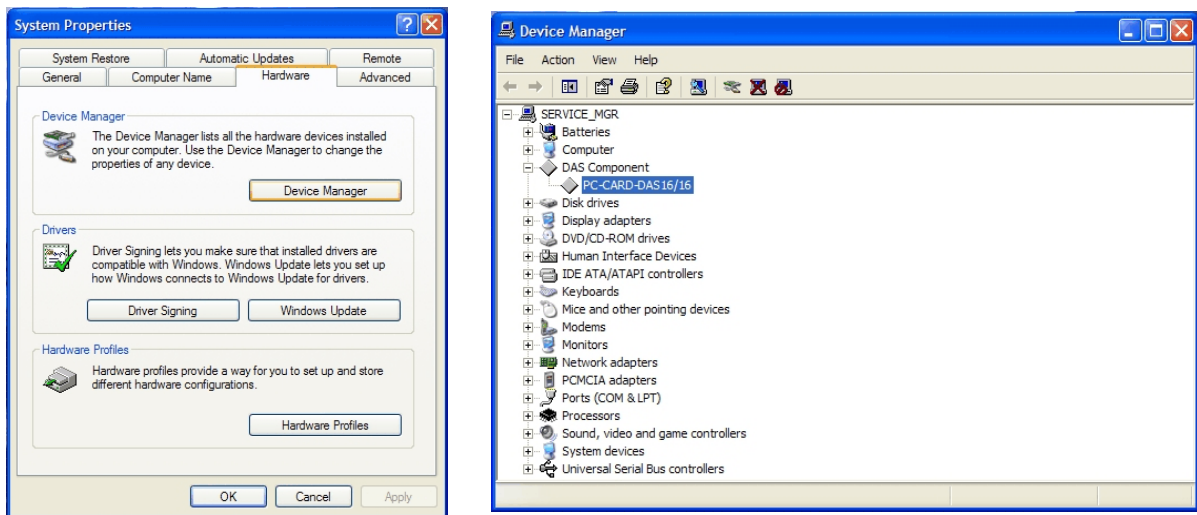 System Properties
System Restore
Automatic Updates
Remote
General
Computer Name
Hardware
Advanced
Device Manager
The Device Manager lists all the hardware devices installed
on your computer. Use the Device Manager to change the
properties of any device.
Device Manager
Drivers
Driver Signing lets you make sure that installed drivers are
compatible with Windows. Windows Update lets you set up
how Windows connects to Windows Update for drivers.
Driver Signing
Windows Update
Hardware Profiles
Hardware profiles provide a way for you to set up and store
different hardware configurations.
Hardware Profiles
OK
Cancel
Apply
Device Manager
File Action View Help
SERVICE_MGR
Batteries
Computer
DAS Component
PC-CARD-DAS16/16
Disk drives
Display adapters
DVD/CD-ROM drives
Human Interface Devices
IDE ATA/ATAPI controllers
Keyboards
Mice and other pointing devices
Modems
Monitors
Network adapters
PCMCIA adapters
Ports (COM & LPT)
Processors
Sound, video and game controllers
System devices
Universal Serial Bus controllers